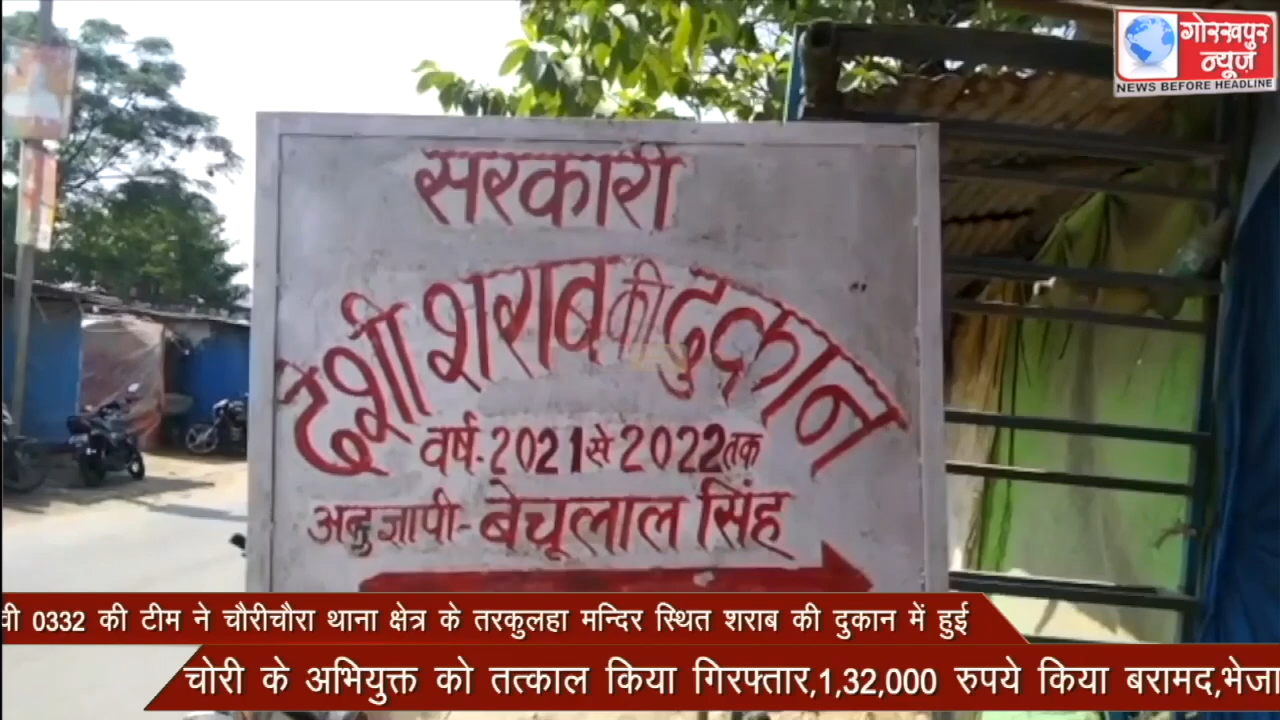 गोरखपुर
न्यूज़
NEWS BEFORE HEADLINE
सरकारी
देशी शराब की दुकान
वर्ष-2021 से 2022 तक
अनुज्ञापी- बेचूलाल सिंह
वी 0332 की टीम ने चौरीचौरा थाना क्षेत्र के तरकुलहा मन्दिर स्थित शराब की दुकान में हुई
चोरी के अभियुक्त को तत्काल किया गिरफ्तार,1,32,000 रुपये किया बरामद,भेजा